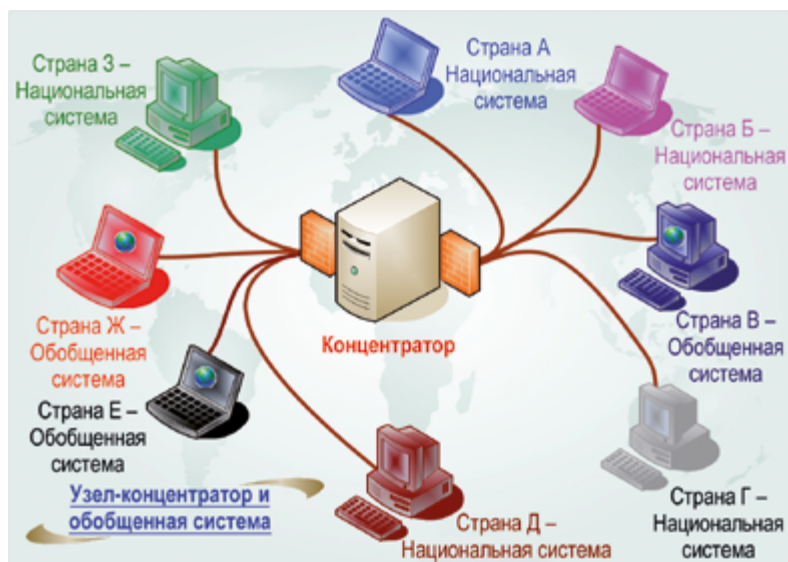 Страна З –
Национальная
система
Страна А
Национальная
система
Страна Б –
Национальная
система
Страна Ж –
Обобщенная
система
Концентратор
Страна В –
Обобщенная
система
Страна Е –
Обобщенная
система
Узел-концентратор и
обобщенная система
Страна Д –
Национальная система
Страна Г –
Национальная
система